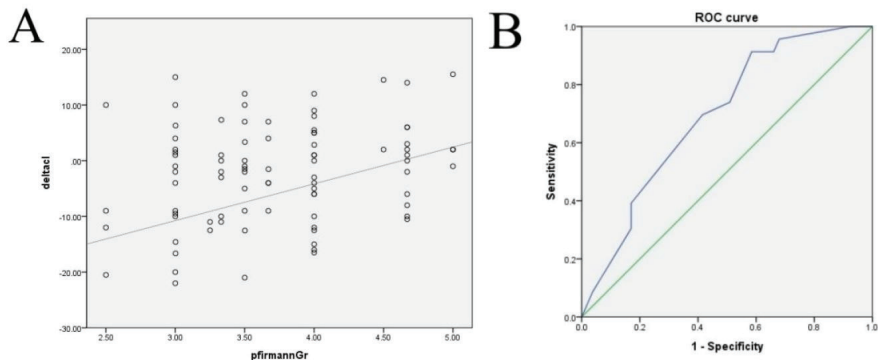 A
deltacl
20.00
10.00
.00
-10.00
-20.00
-30.00
2.50 3.00 3.50 4.00 4.50 5.00
pfirmannGr
B
ROC curve
Sensitivity
1.0
0.8
0.6
0.4
0.2
0.0
0.0 0.2 0.4 0.6 0.8 1.0
1 - Specificity